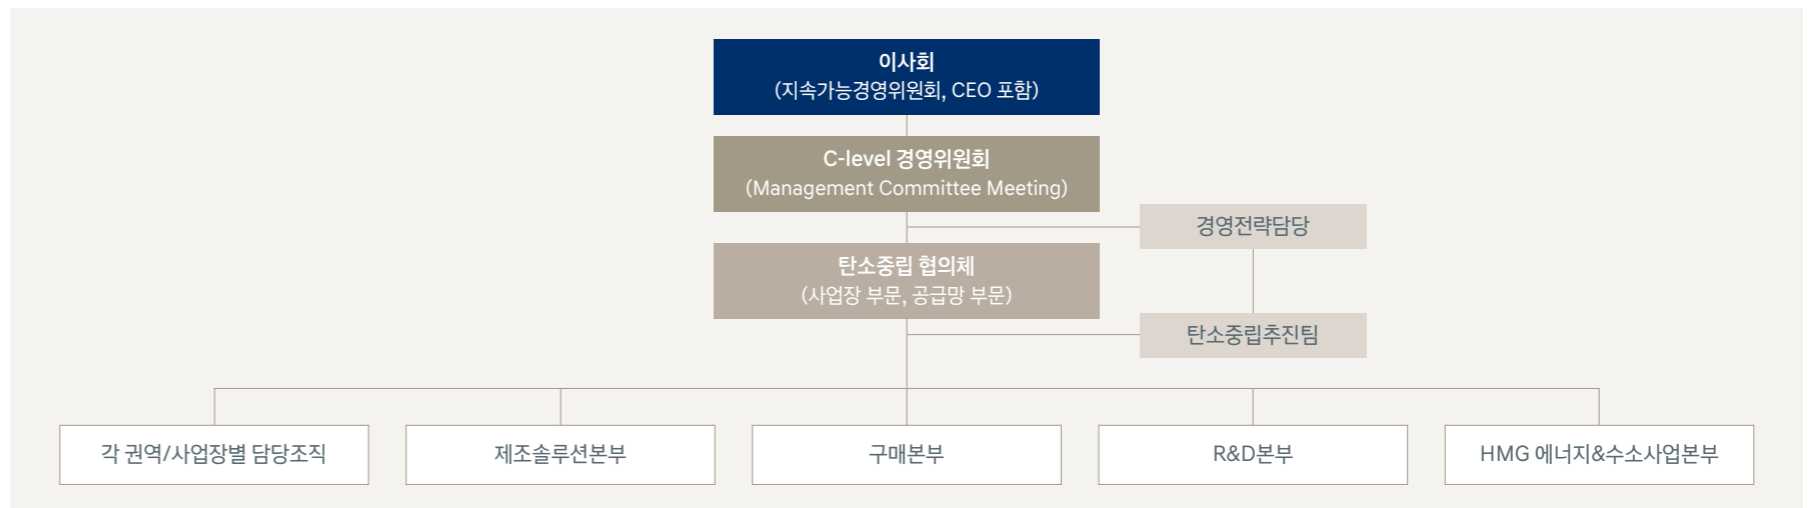 이사회
(지속가능경영위원회, CEO 포함)
C-level 경영위원회
(Management Committee Meeting)
경영전략담당
탄소중립 협의체
(사업장 부문, 공급망 부문)
탄소중립추진팀
각 권역/사업장별 담당조직
제조솔루션본부
구매본부
R&D본부
HMG 에너지&수소사업본부